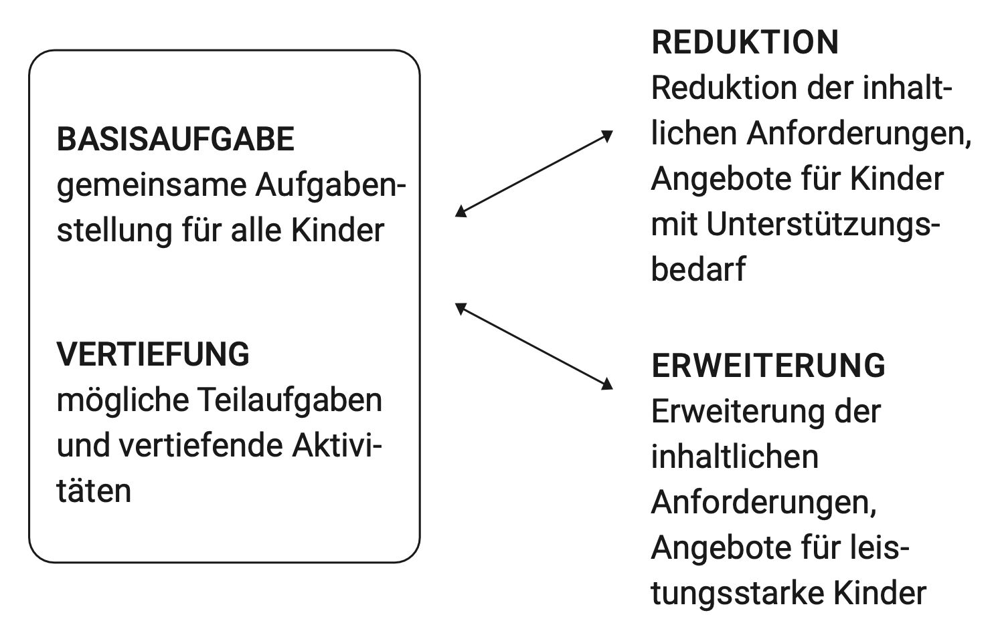 BASISAUFGABE
gemeinsame Aufgaben-
stellung für alle Kinder
VERTIEFUNG
mögliche Teilaufgaben
und vertiefende Aktivi-
täten
REDUKTION
Reduktion der inhalt-
lichen Anforderungen,
Angebote für Kinder
mit Unterstützungs-
bedarf
ERWEITERUNG
Erweiterung der
inhaltlichen
Anforderungen,
Angebote für leis-
tungsstarke Kinder